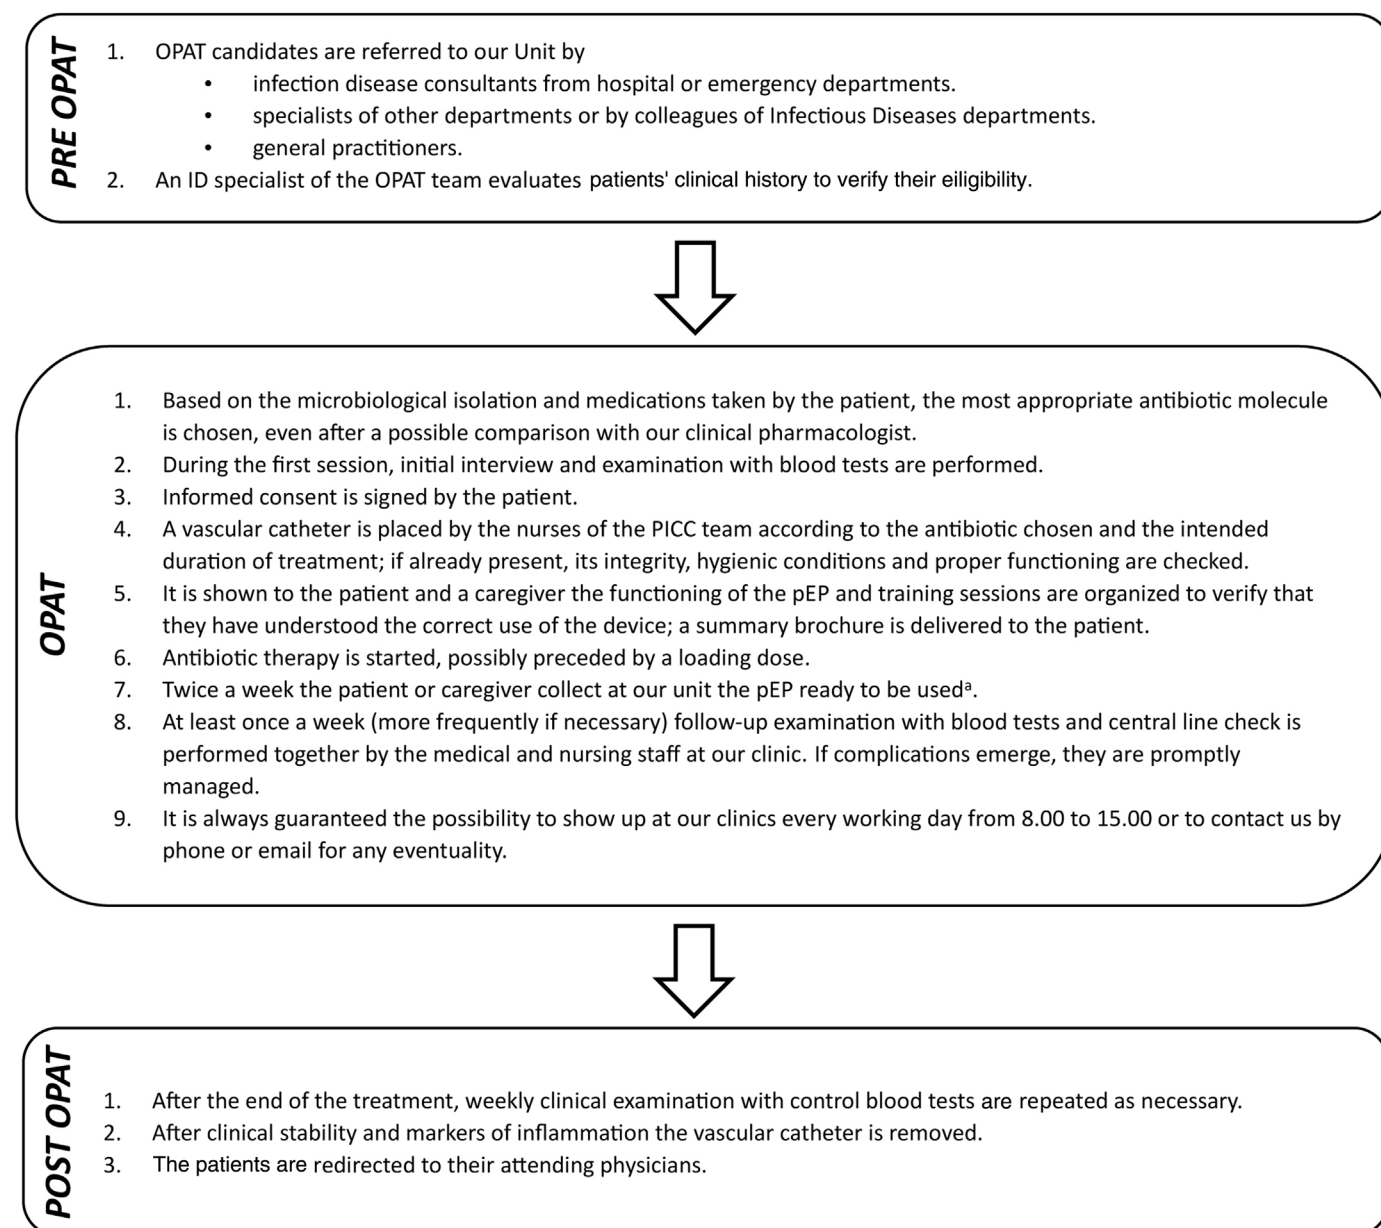 PRE OPAT
1. OPAT candidates are referred to our Unit by
• infection disease consultants from hospital or emergency departments.
• specialists of other departments or by colleagues of Infectious Diseases departments.
• general practitioners.
2. An ID specialist of the OPAT team evaluates patients' clinical history to verify their eiligibility.
OPAT
1. Based on the microbiological isolation and medications taken by the patient, the most appropriate antibiotic molecule
is chosen, even after a possible comparison with our clinical pharmacologist.
2. During the first session, initial interview and examination with blood tests are performed.
3. Informed consent is signed by the patient.
4. A vascular catheter is placed by the nurses of the PICC team according to the antibiotic chosen and the intended
duration of treatment; if already present, its integrity, hygienic conditions and proper functioning are checked.
5. It is shown to the patient and a caregiver the functioning of the pEP and training sessions are organized to verify that
they have understood the correct use of the device; a summary brochure is delivered to the patient.
6. Antibiotic therapy is started, possibly preceded by a loading dose.
7. Twice a week the patient or caregiver collect at our unit the pEP ready to be usedª.
8. At least once a week (more frequently if necessary) follow-up examination with blood tests and central line check is
performed together by the medical and nursing staff at our clinic. If complications emerge, they are promptly
managed.
9. It is always guaranteed the possibility to show up at our clinics every working day from 8.00 to 15.00 or to contact us by
phone or email for any eventuality.
POST OPAT
1. After the end of the treatment, weekly clinical examination with control blood tests are repeated as necessary.
2. After clinical stability and markers of inflammation the vascular catheter is removed.
3. The patients are redirected to their attending physicians.